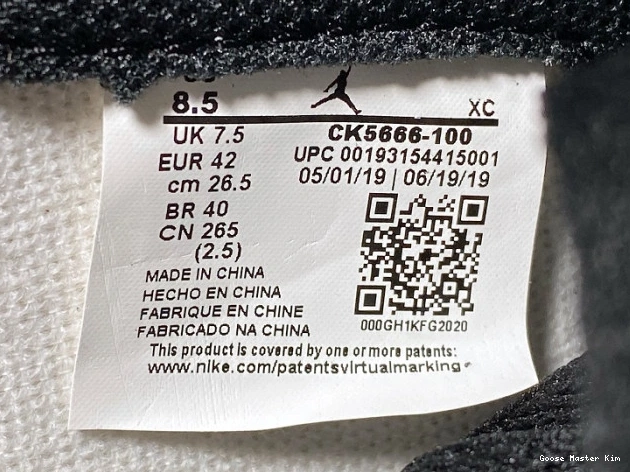 8.5
XC
UK 7.5
EUR 42
cm 26.5
BR 40
CN 265
(2.5)
CK5666-100
UPC 00193154415001
05/01/19 | 06/19/19
000GH1KFG2020
MADE IN CHINA
HECHO EN CHINA
FABRIQUE EN CHINE
FABRICADO NA CHINA
This product is covered by one or more patents:
www.nike.com/patentsvirtualmarking
Goose Master Kim